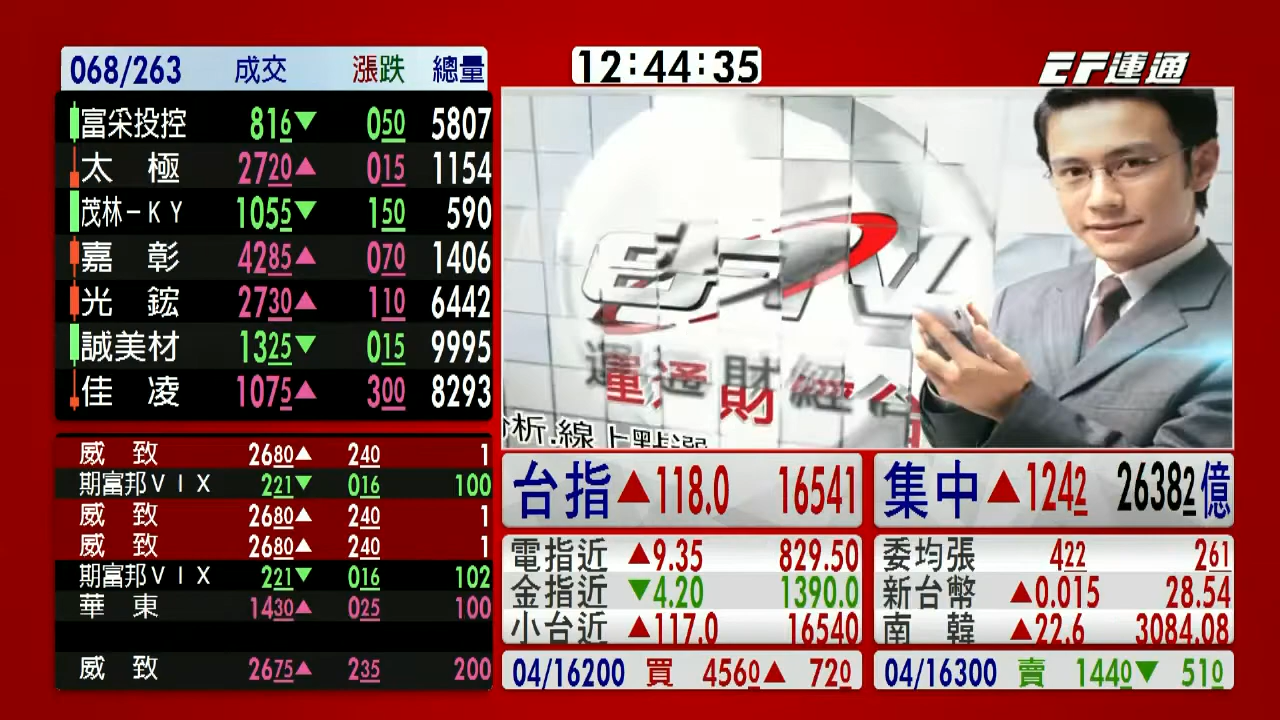 068/263 成交 漲跌 總量
富采投控 816▼ 050 5807
太極 2720▲ 015 1154
茂林-KY 1055▼ 150 590
嘉彰 4285▲ 070 1406
光鋐 2730▲ 110 6442
誠美材 1325▼ 015 9995
佳凌 1075▲ 300 8293
威致 2680▲ 240 1
期富邦VIX 221▼ 016 100
威致 2680▲ 240 1
威致 2680▲ 240 1
期富邦VIX 221▼ 016 102
華東 1430▲ 025 100
威致 2675▲ 235 200
12:44:35
EF運通
運通財經台
分析.線上點選
台指▲118.0 16541
集中▲1242 26382億
電指近 ▲9.35 829.50
金指近 ▼4.20 1390.0
小台近 ▲117.0 16540
委均張 422 261
新台幣 ▲0.015 28.54
南韓 ▲22.6 3084.08
04/16200 買 4560▲ 720
04/16300 賣 1440▼ 510